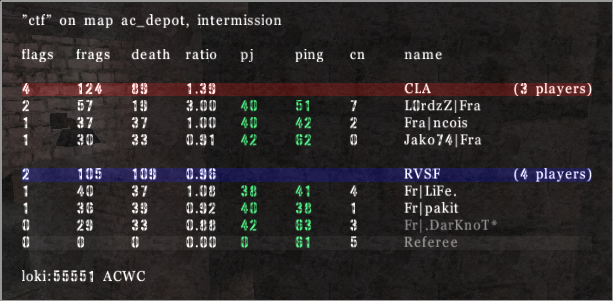 "ctf" on map ac_depot, intermission
flags frags death ratio pj ping cn name
4 124 89 1.39 CLA (3 players)
2 57 19 3.00 40 51 7 L0rdzZ|Fra
1 37 37 1.00 40 42 2 Fra|ncois
1 30 33 0.91 42 62 0 Jako74|Fra
2 105 109 0.96 RVSF (4 players)
1 40 37 1.08 38 41 4 Fr|LiFe.
1 36 39 0.92 40 38 1 Fr|pakit
0 29 33 0.88 42 63 3 Fr|.DarKnoT*
0 0 0 0.00 0 61 5 Referee
loki:55551 ACWC